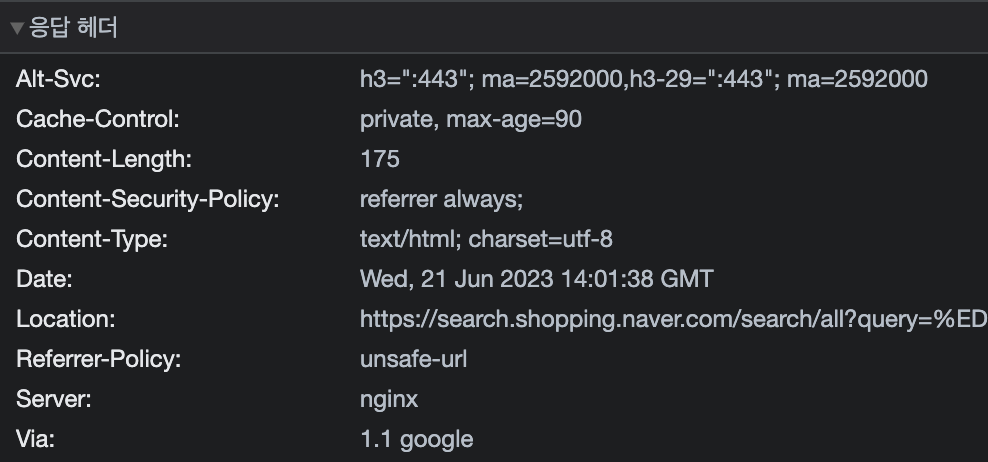 응답 헤더
Alt-Svc: h3=":443"; ma=2592000,h3-29=":443"; ma=2592000
Cache-Control: private, max-age=90
Content-Length: 175
Content-Security-Policy: referrer always;
Content-Type: text/html; charset=utf-8
Date: Wed, 21 Jun 2023 14:01:38 GMT
Location: https://search.shopping.naver.com/search/all?query=%ED
Referrer-Policy: unsafe-url
Server: nginx
Via: 1.1 google